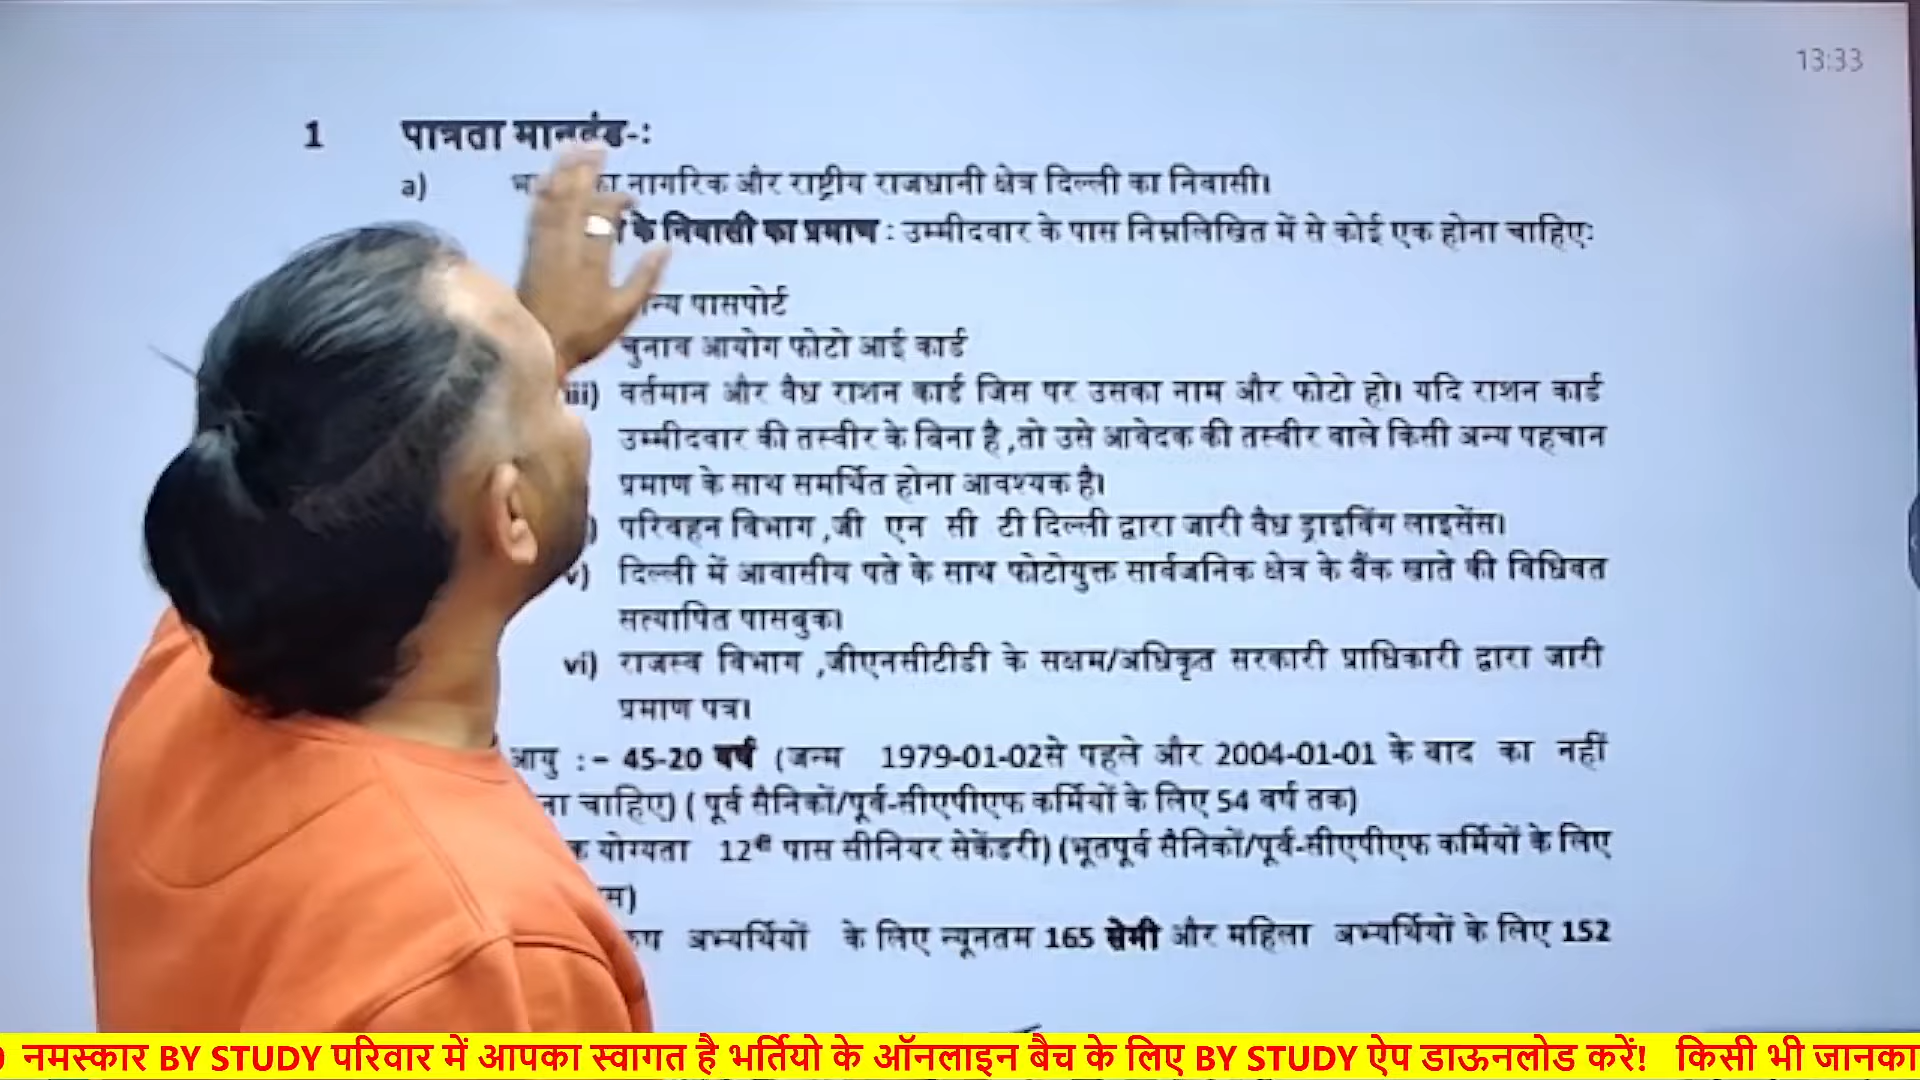 13:33
1 पात्रता मानदंड-:
a) का नागरिक और राष्ट्रीय राजधानी क्षेत्र दिल्ली का निवासी।
के निवासी का प्रमाण : उम्मीदवार के पास निम्नलिखित में से कोई एक होना चाहिए:
पासपोर्ट
चुनाव आयोग फोटो आई कार्ड
iii) वर्तमान और वैध राशन कार्ड जिस पर उसका नाम और फोटो हो। यदि राशन कार्ड
उम्मीदवार की तस्वीर के बिना है ,तो उसे आवेदक की तस्वीर वाले किसी अन्य पहचान
प्रमाण के साथ समर्थित होना आवश्यक है।
) परिवहन विभाग ,जी एन सी टी दिल्ली द्वारा जारी वैध ड्राइविंग लाइसेंस।
v) दिल्ली में आवासीय पते के साथ फोटोयुक्त सार्वजनिक क्षेत्र के बैंक खाते की विधिवत
सत्यापित पासबुक।
vi) राजस्व विभाग ,जीएनसीटीडी के सक्षम/अधिकृत सरकारी प्राधिकारी द्वारा जारी
प्रमाण पत्र।
आयु :- 45-20 वर्ष (जन्म 1979-01-02से पहले और 2004-01-01 के बाद का नहीं
ना चाहिए) ( पूर्व सैनिकों/पूर्व-सीएपीएफ कर्मियों के लिए 54 वर्ष तक)
क योग्यता 12वी पास सीनियर सेकेंडरी) (भूतपूर्व सैनिकों/पूर्व-सीएपीएफ कर्मियों के लिए
अभ्यर्थियों के लिए न्यूनतम 165 सेमी और महिला अभ्यर्थियों के लिए 152
नमस्कार BY STUDY परिवार में आपका स्वागत है भर्तियो के ऑनलाइन बैच के लिए BY STUDY ऐप डाऊनलोड करें! किसी भी जानका